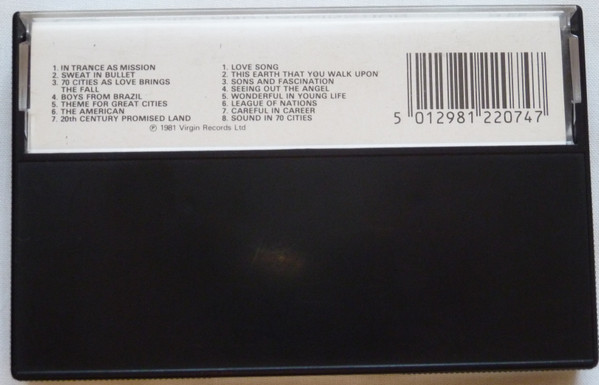 1. IN TRANCE AS MISSION
2. SWEAT IN BULLET
3. 70 CITIES AS LOVE BRINGS
THE FALL
4. BOYS FROM BRAZIL
5. THEME FOR GREAT CITIES
6. THE AMERICAN
7. 20th CENTURY PROMISED LAND
1. LOVE SONG
2. THIS EARTH THAT YOU WALK UPON
3. SONS AND FASCINATION
4. SEEING OUT THE ANGEL
5. WONDERFUL IN YOUNG LIFE
6. LEAGUE OF NATIONS
7. CAREFUL IN CAREER
8. SOUND IN 70 CITIES
℗ 1981 Virgin Records Ltd
5 012981 220747